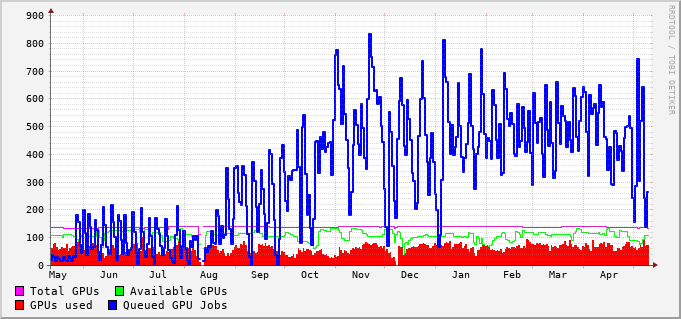 900
800
700
600
500
400
300
200
100
0
May Jun Jul Aug Sep Oct Nov Dec Jan Feb Mar Apr
Total GPUs Available GPUs
GPUs used Queued GPU Jobs
RRDTOOL / TOBI OETIKER